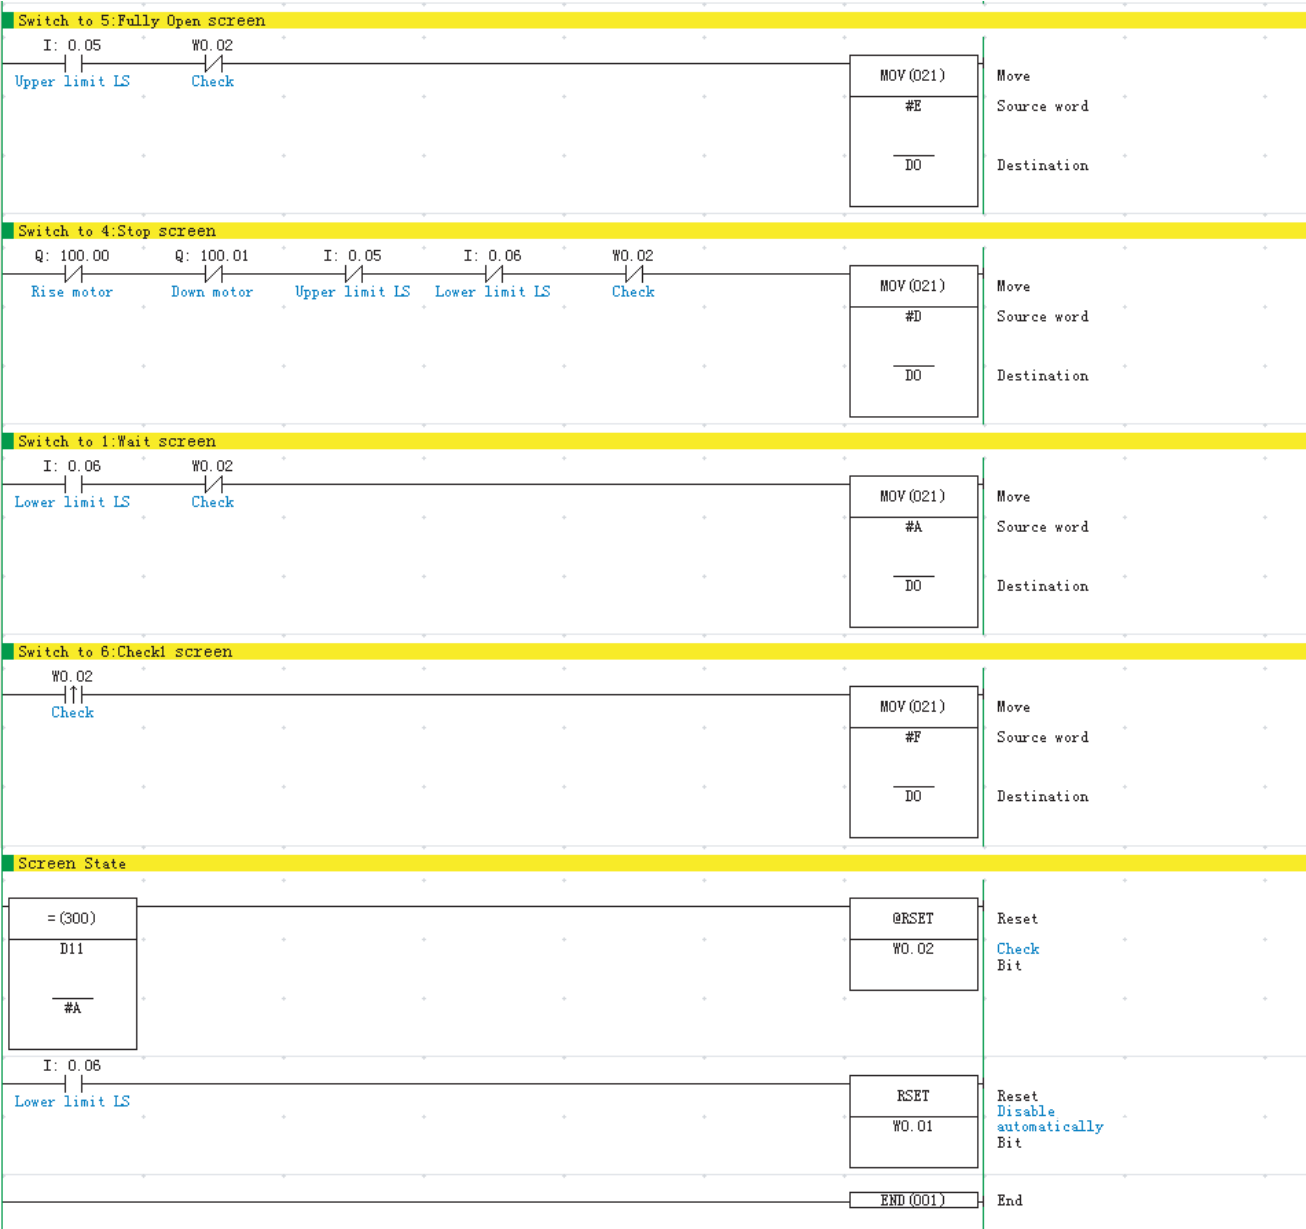 Switch to 5:Fully Open screen
I: 0.05 W0.02
Upper limit LS Check
MOV(021) Move
#E Source word
D0 Destination
Switch to 4:Stop screen
Q: 100.00 Q: 100.01 I: 0.05 I: 0.06 W0.02
Rise motor Down motor Upper limit LS Lower limit LS Check
MOV(021) Move
#D Source word
D0 Destination
Switch to 1:Wait screen
I: 0.06 W0.02
Lower limit LS Check
MOV(021) Move
#A Source word
D0 Destination
Switch to 6:Check1 screen
W0.02
Check
MOV(021) Move
#F Source word
D0 Destination
Screen State
=(300) @RSET Reset
D11 W0.02 Check
Bit
#A
I: 0.06
Lower limit LS
RSET Reset
Disable
W0.01 automatically
Bit
END(001) End